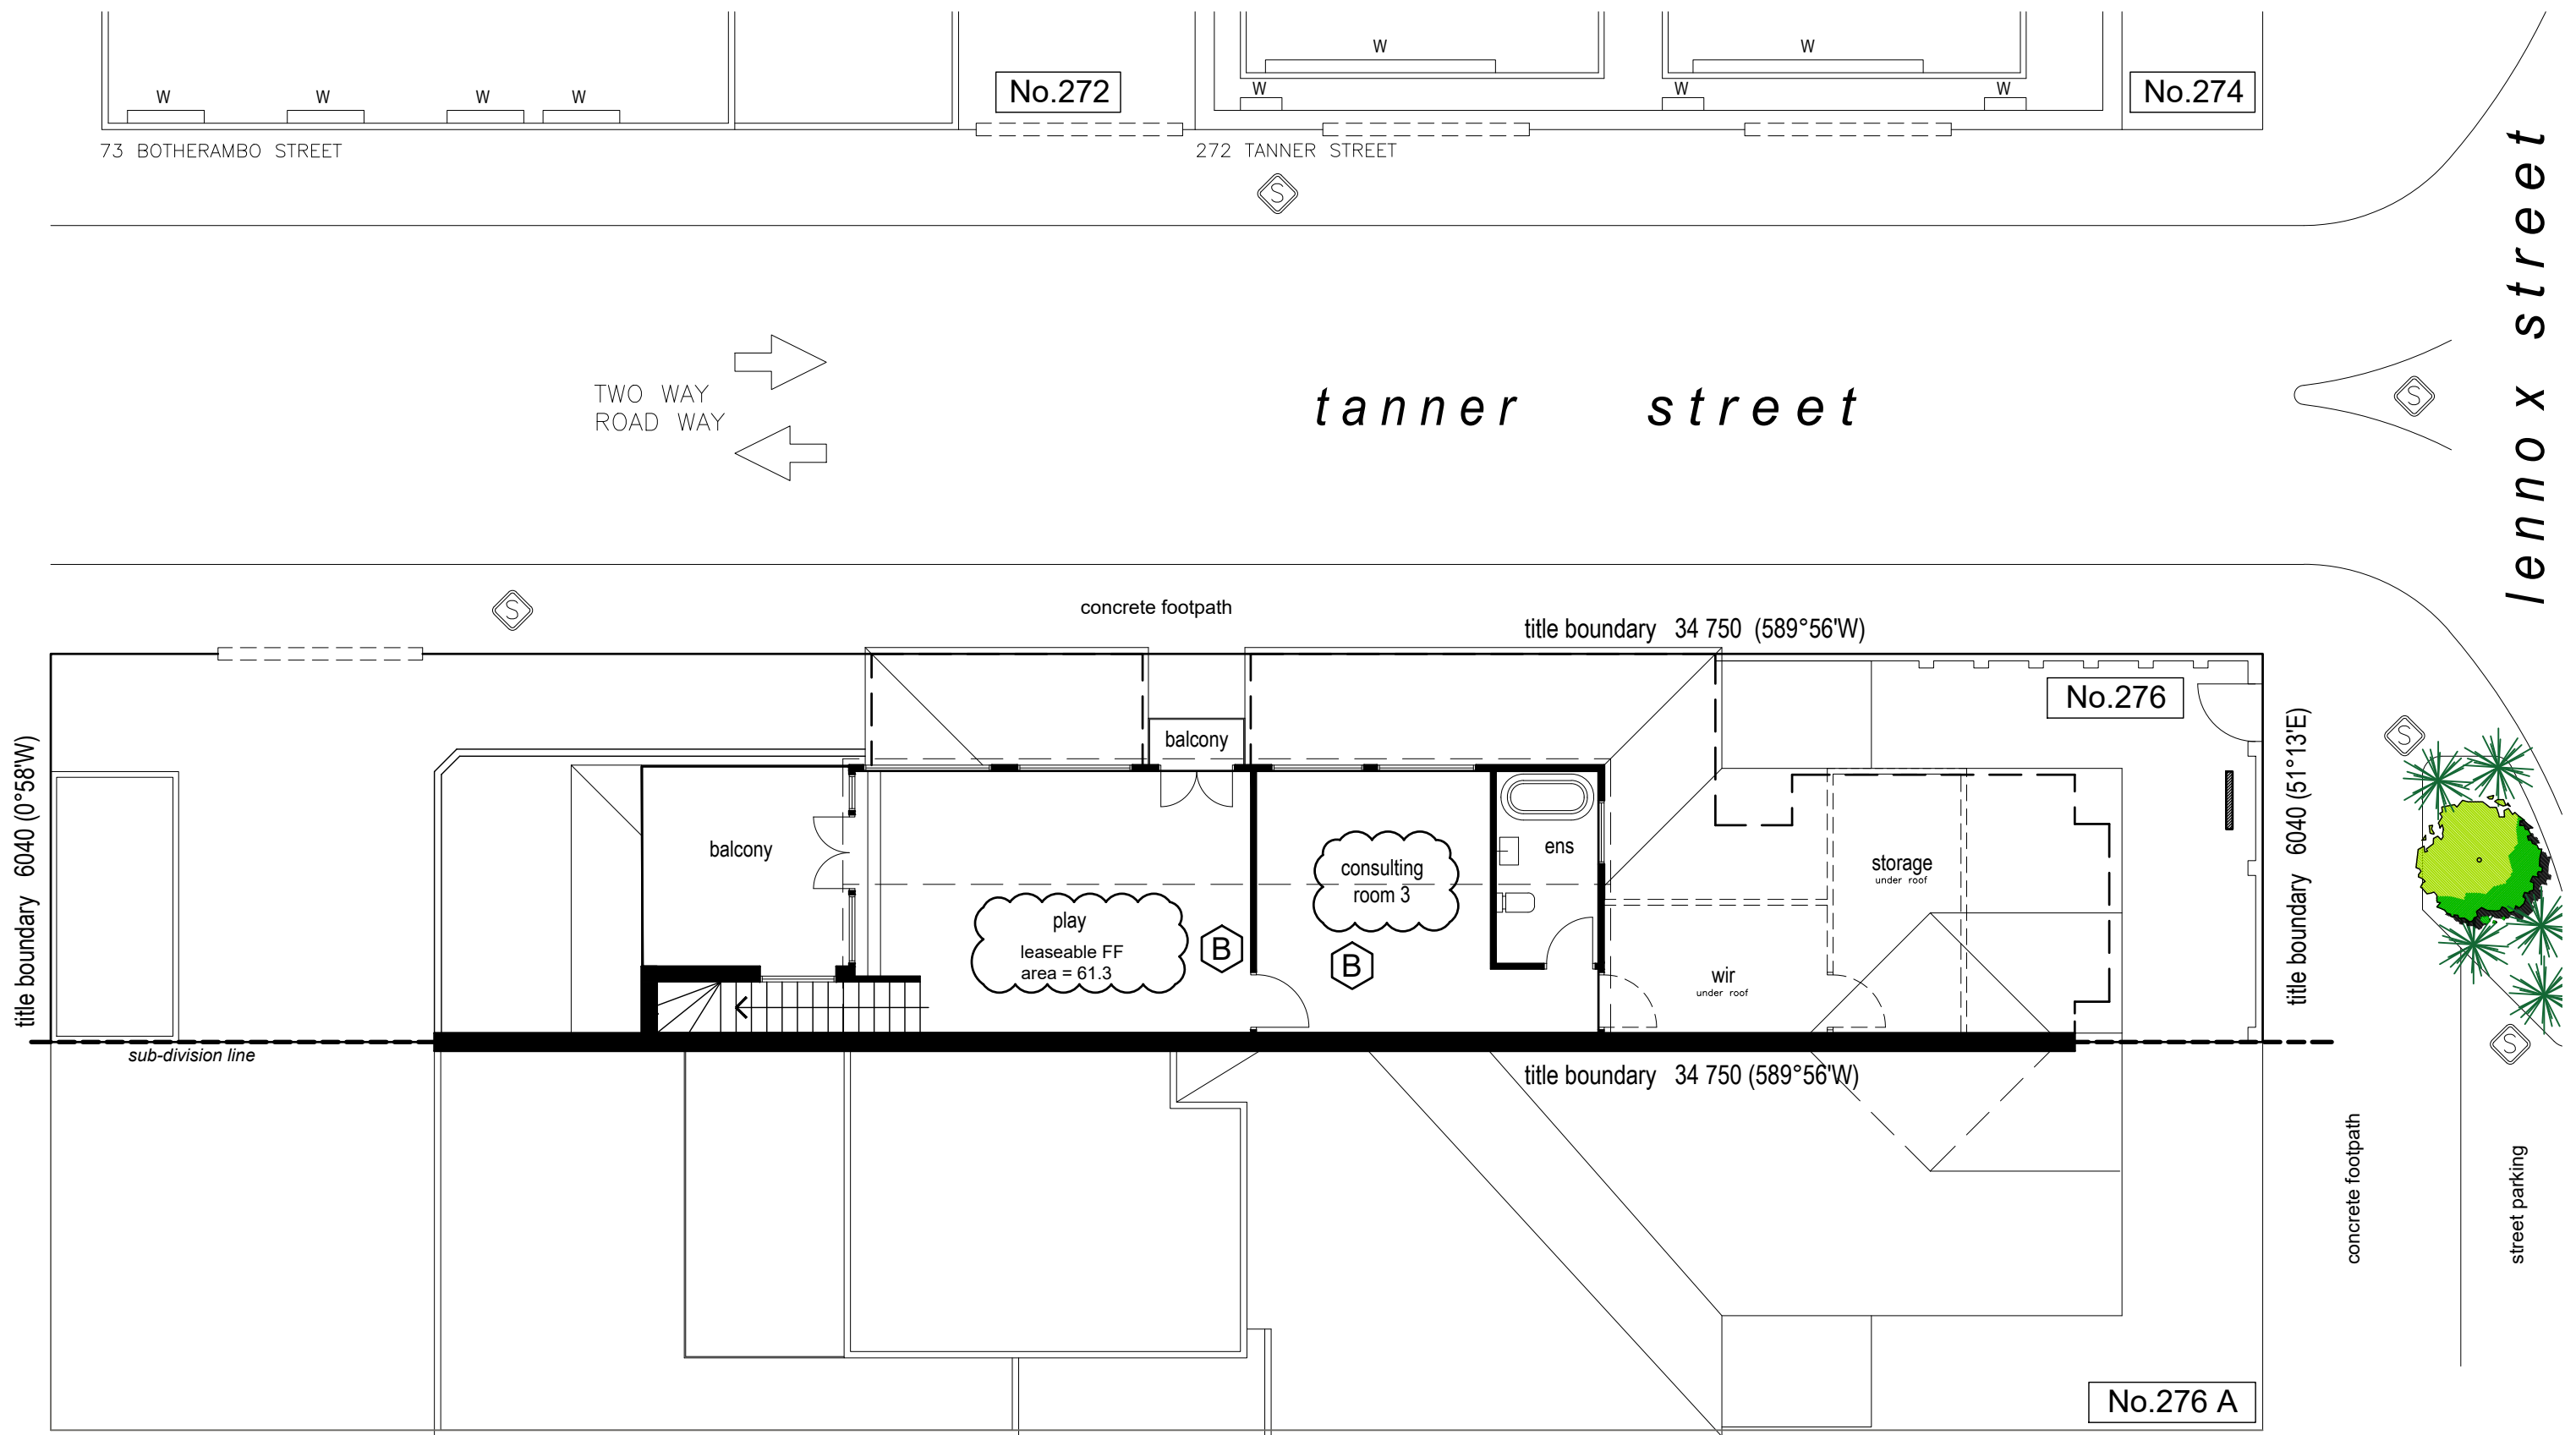 W
W
W
W
W
W
W
W
W
No.272
No.274
73 BOTHERAMBO STREET
272 TANNER STREET
S
lennox street
TWO WAY
ROAD WAY
tanner street
S
S
concrete footpath
title boundary 34 750 (589°56'W)
title boundary 6040 (0°58'W)
No.276
title boundary 6040 (51°13'E)
S
balcony
balcony
consulting
room 3
ens
storage
under roof
play
leaseable FF
area = 61.3
B
B
wir
under roof
sub-division line
S
title boundary 34 750 (589°56'W)
concrete footpath
street parking
No.276 A